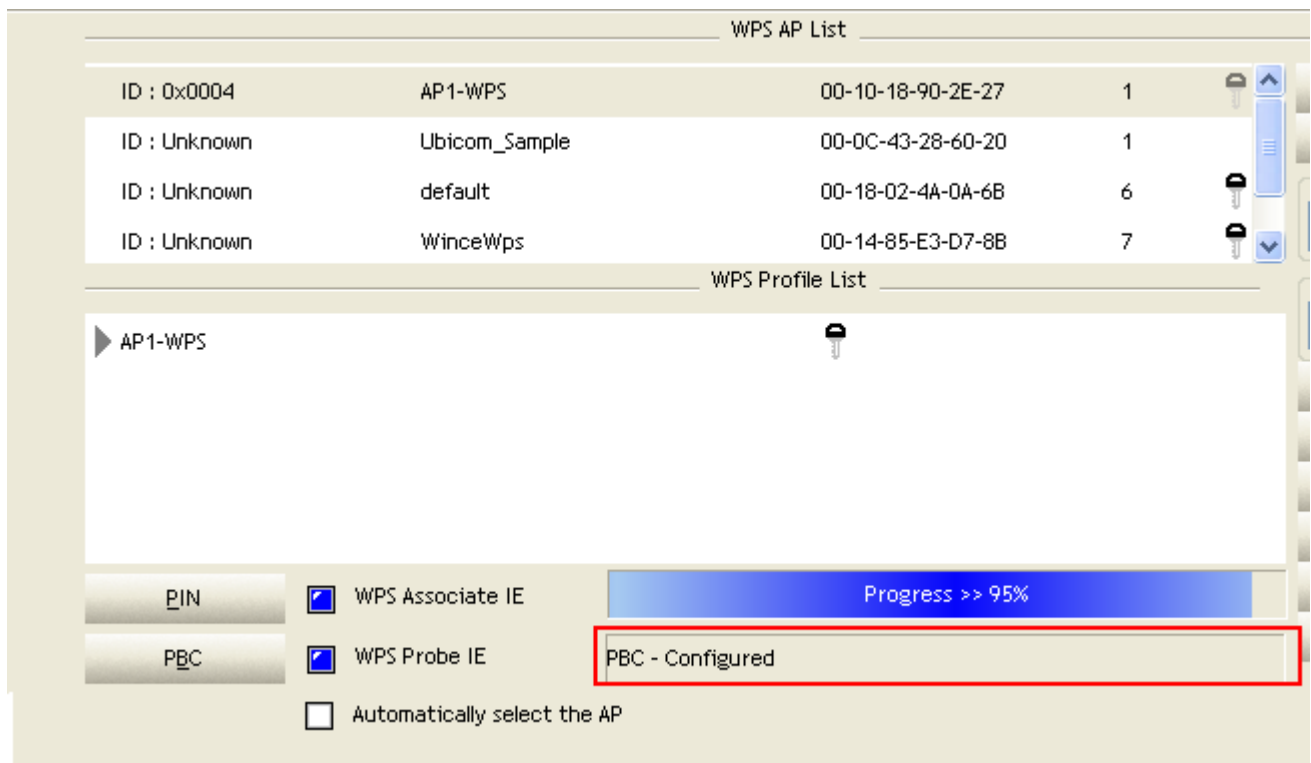 WPS AP List
ID : 0x0004 AP1-WPS 00-10-18-90-2E-27 1
ID : Unknown Ubicom_Sample 00-0C-43-28-60-20 1
ID : Unknown default 00-18-02-4A-0A-6B 6
ID : Unknown WinceWps 00-14-85-E3-D7-8B 7
WPS Profile List
AP1-WPS
PIN WPS Associate IE Progress >> 95%
PBC WPS Probe IE PBC - Configured
Automatically select the AP